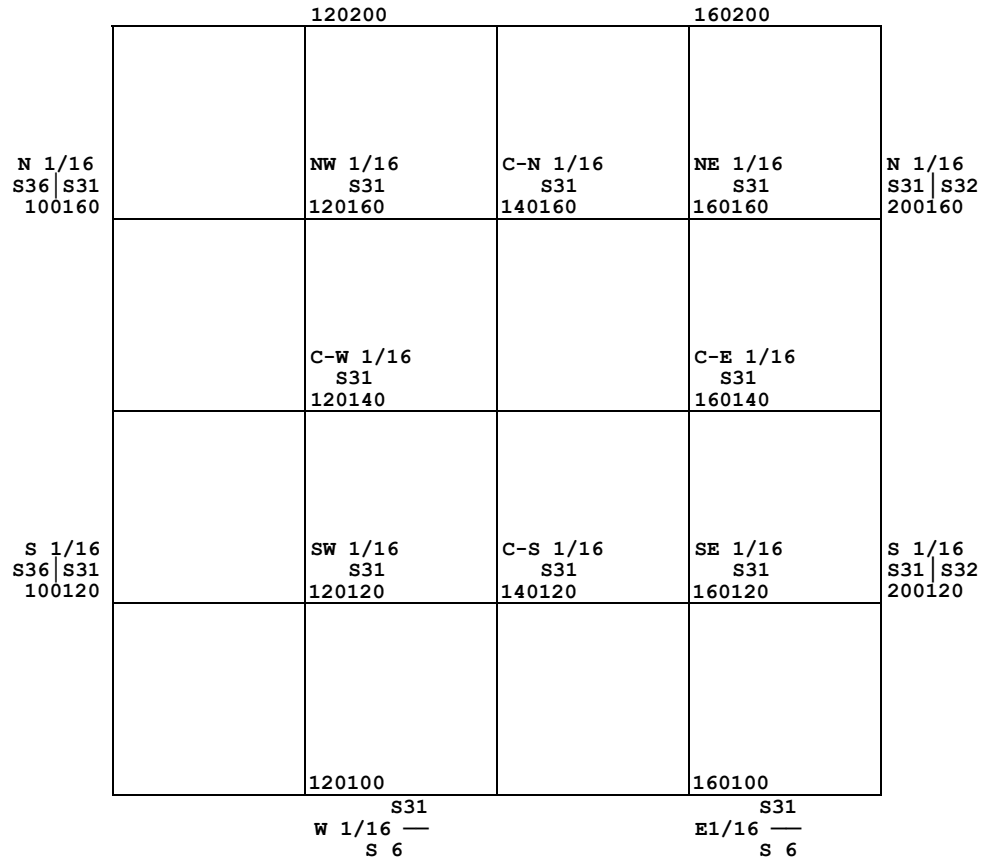 120200 160200
N 1/16 NW 1/16 C-N 1/16 NE 1/16 N 1/16
S36|S31 S31 S31 S31 S31|S32
100160 120160 140160 160160 200160
C-W 1/16 C-E 1/16
S31 S31
120140 160140
S 1/16 SW 1/16 C-S 1/16 SE 1/16 S 1/16
S36|S31 S31 S31 S31 S31|S32
100120 120120 140120 160120 200120
120100 160100
S31 S31
W 1/16 — E1/16 —
S 6 S 6